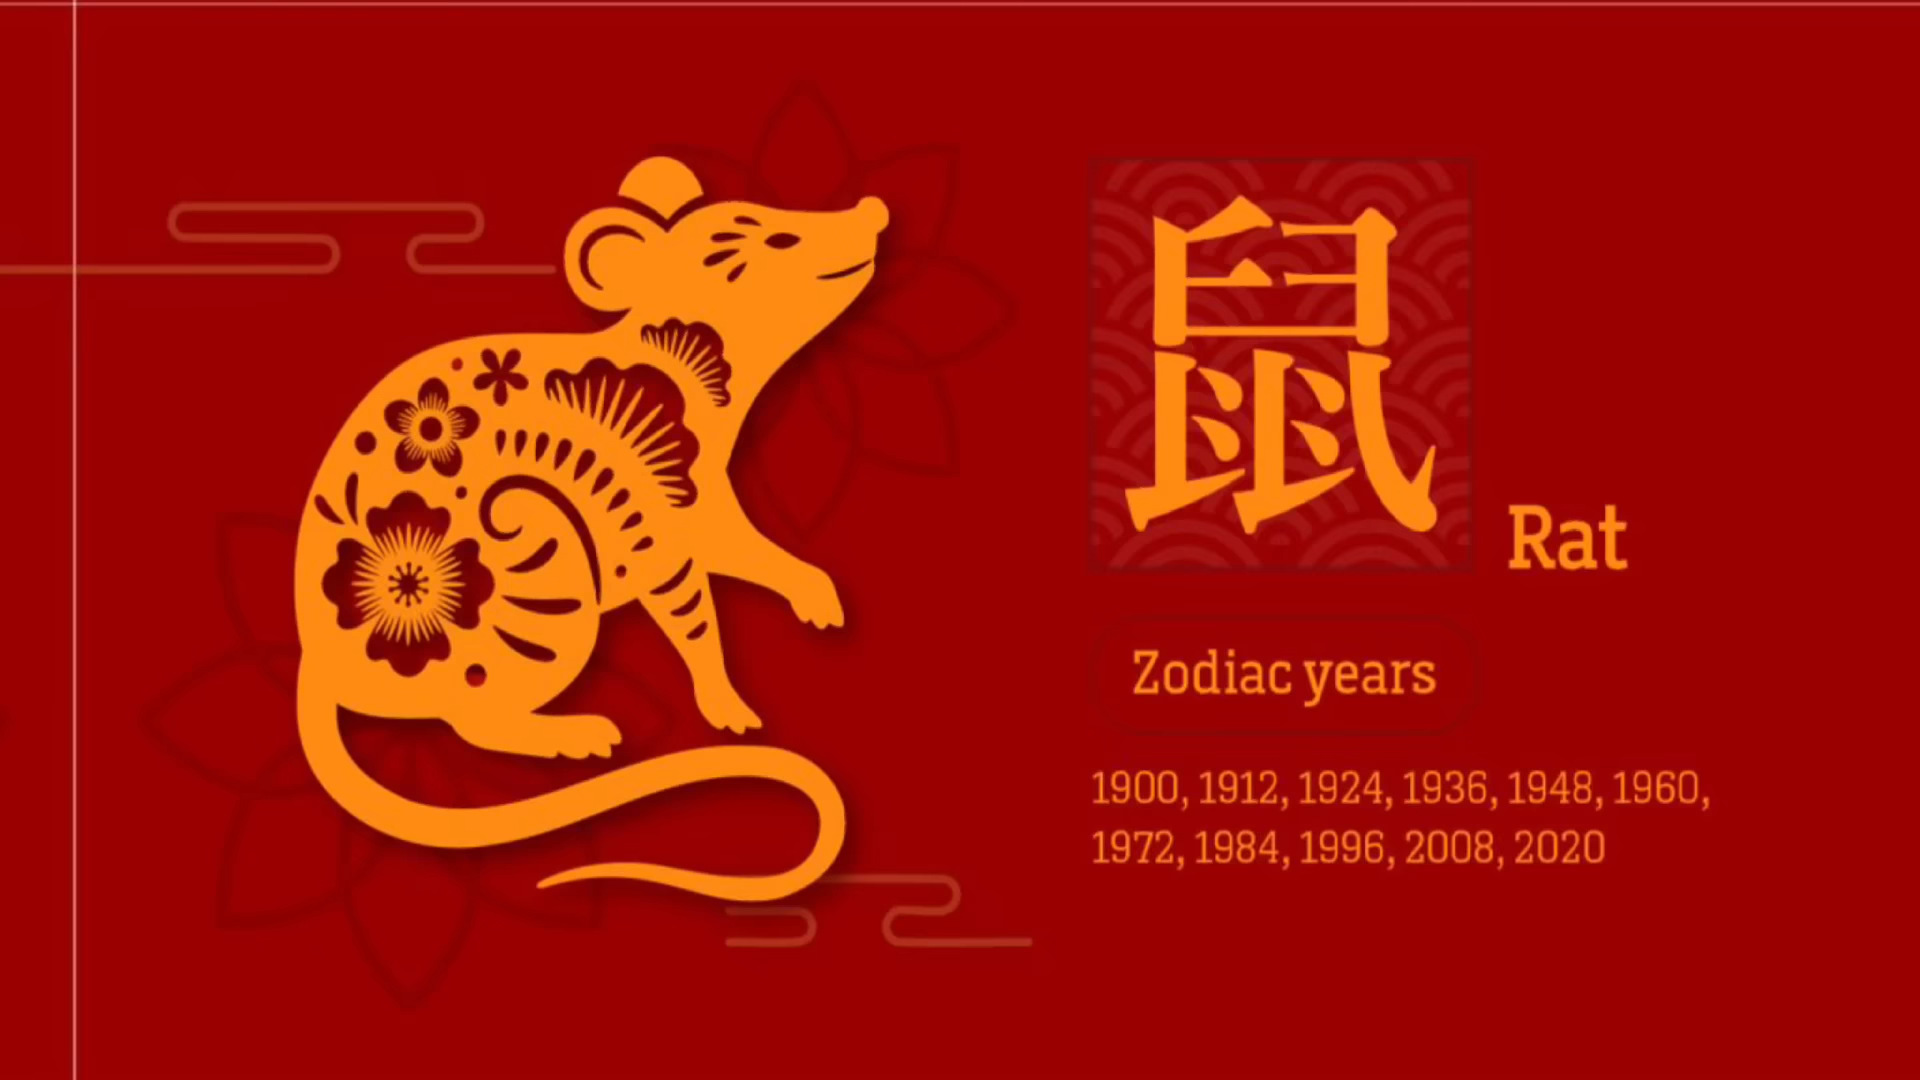 鼠
Rat
Zodiac years
1900, 1912, 1924, 1936, 1948, 1960,
1972, 1984, 1996, 2008, 2020